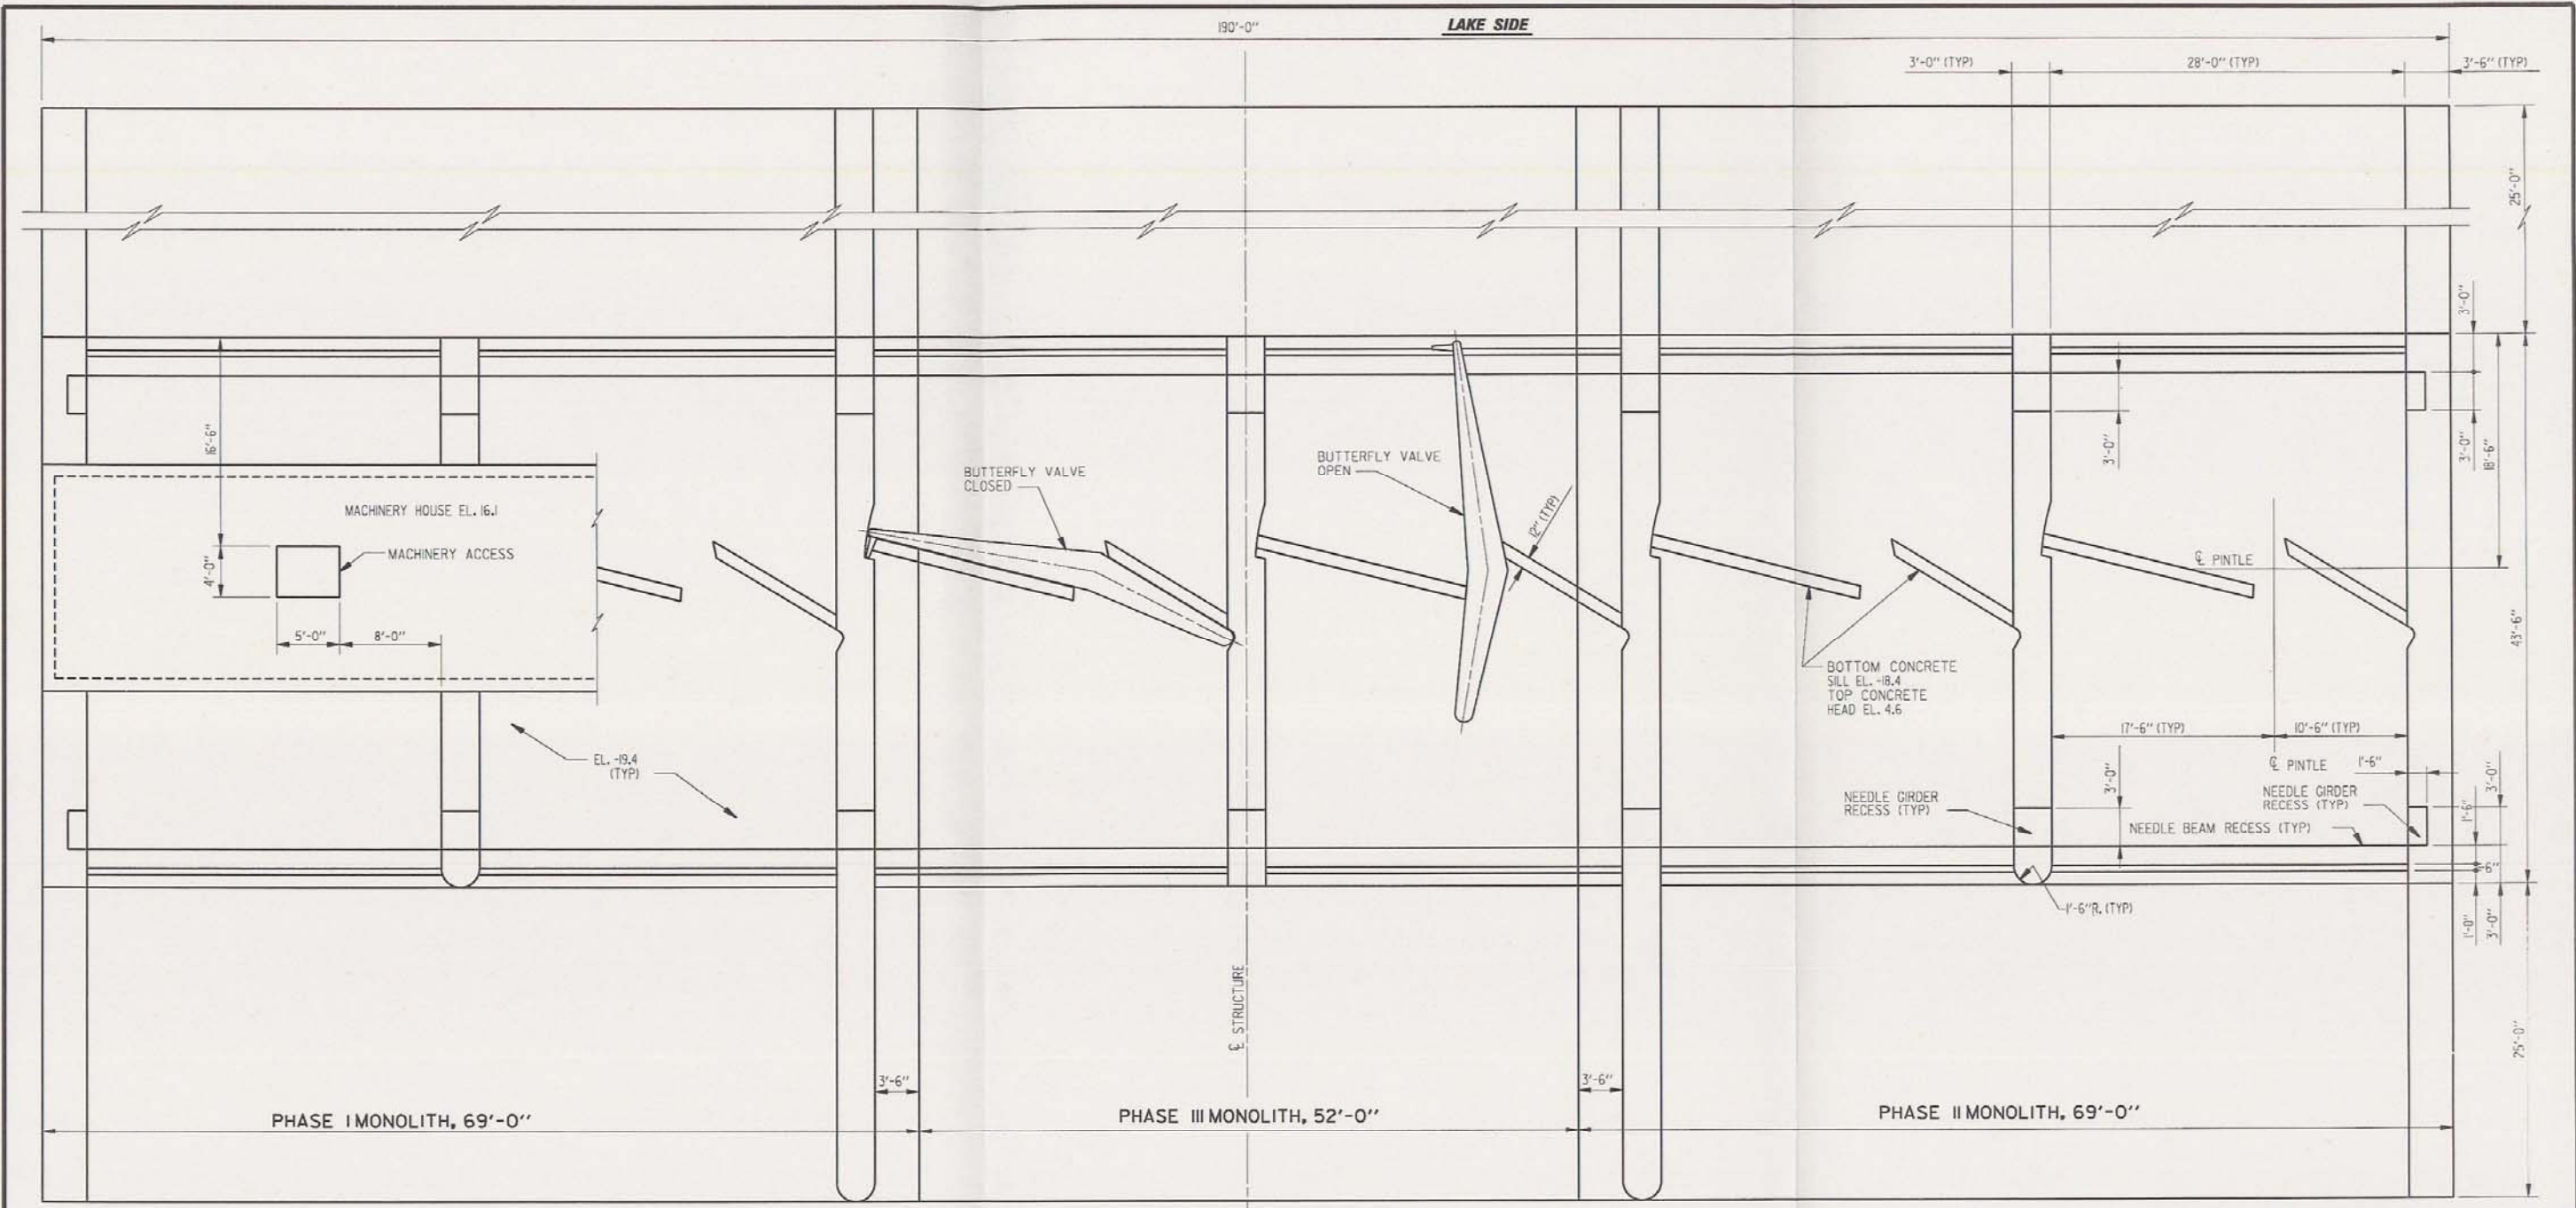 190'-0"
LAKE SIDE
3'-0" (TYP)
28'-0" (TYP)
3'-6" (TYP)
25'-0"
3'-0"
16'-6"
BUTTERFLY VALVE
CLOSED
BUTTERFLY VALVE
OPEN
12" (TYP)
3'-0"
3'-0"
18'-6"
MACHINERY HOUSE EL. 16.1
MACHINERY ACCESS
4'-0"
5'-0"
8'-0"
℄ PINTLE
43'-6"
BOTTOM CONCRETE
SILL EL. -18.4
TOP CONCRETE
HEAD EL. 4.6
17'-6" (TYP)
10'-6" (TYP)
EL. -19.4
(TYP)
℄ PINTLE
1'-6"
3'-0"
3'-0"
NEEDLE GIRDER
RECESS (TYP)
NEEDLE GIRDER
RECESS (TYP)
1'-6"
NEEDLE BEAM RECESS (TYP)
6"
1'-6"R. (TYP)
1'-0"
3'-0"
℄ STRUCTURE
25'-0"
3'-6"
3'-6"
PHASE I MONOLITH, 69'-0"
PHASE III MONOLITH, 52'-0"
PHASE II MONOLITH, 69'-0"